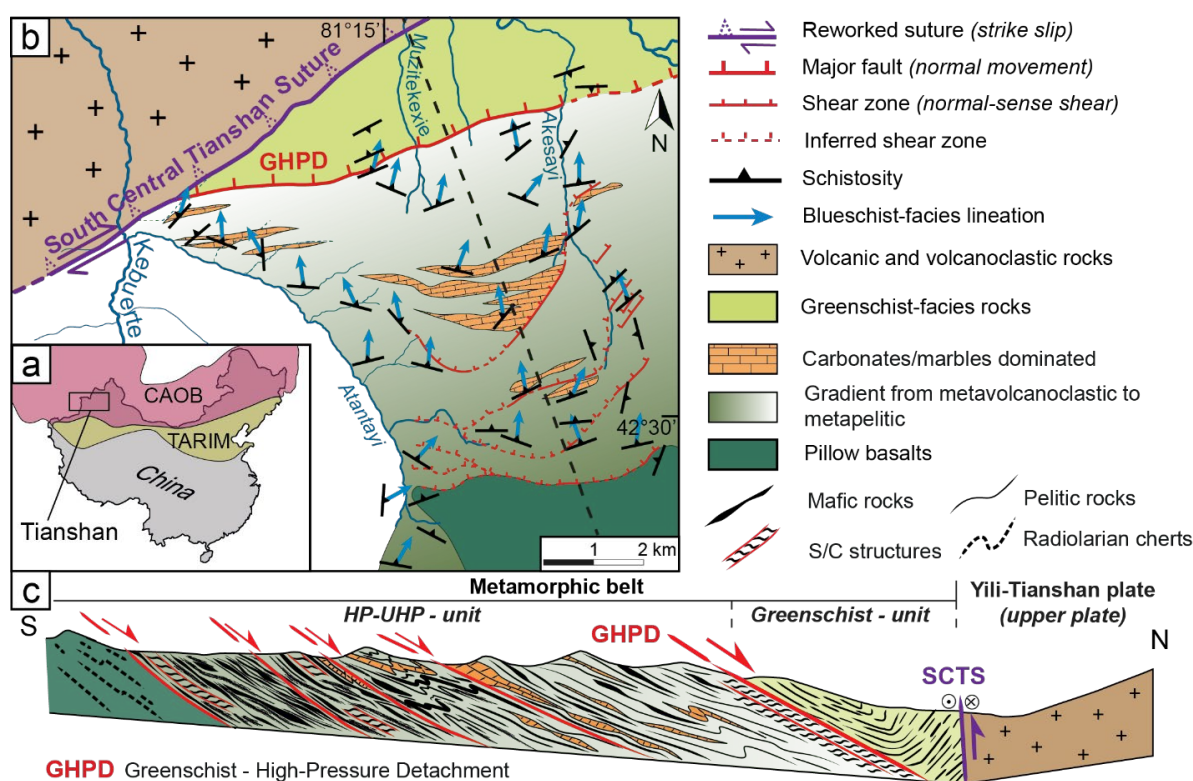 b
81°15'
Muzitekexie
Akesayi
N
South Central Tianshan Suture
GHPD
Kebuerte
Atantayi
42°30'
1 2 km
a
CAOB
TARIM
China
Tianshan
Reworked suture (strike slip)
Major fault (normal movement)
Shear zone (normal-sense shear)
Inferred shear zone
Schistosity
Blueschist-facies lineation
Volcanic and volcanoclastic rocks
Greenschist-facies rocks
Carbonates/marbles dominated
Gradient from metavolcanoclastic to
metapelitic
Pillow basalts
Mafic rocks
Pelitic rocks
S/C structures
Radiolarian cherts
c
Metamorphic belt
Yili-Tianshan plate
HP-UHP - unit
Greenschist - unit
(upper plate)
S
GHPD
N
SCTS
GHPD Greenschist - High-Pressure Detachment